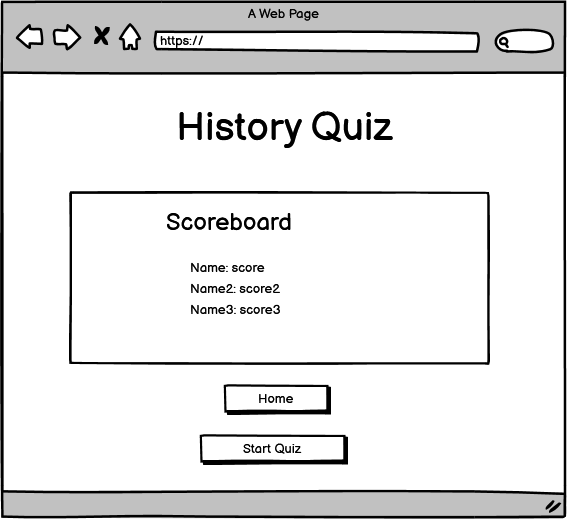 A Web Page
https://
History Quiz
Scoreboard
Name: score
Name2: score2
Name3: score3
Home
Start Quiz